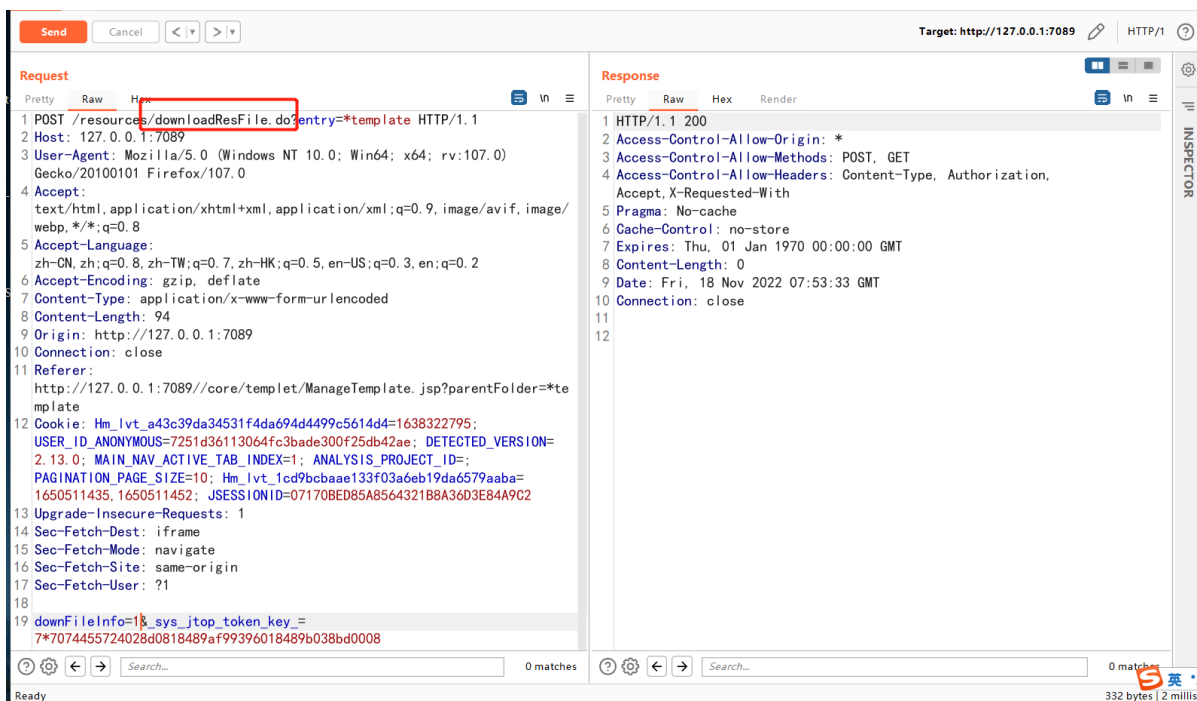 Send Cancel < > Target: http://127.0.0.1:7089 HTTP/1
Request
Pretty Raw Hex \n
1 POST /resources/downloadResFile.do?entry=*template HTTP/1.1
2 Host: 127.0.0.1:7089
3 User-Agent: Mozilla/5.0 (Windows NT 10.0; Win64; x64; rv:107.0)
Gecko/20100101 Firefox/107.0
4 Accept:
text/html,application/xhtml+xml,application/xml;q=0.9,image/avif,image/
webp,*/*;q=0.8
5 Accept-Language:
zh-CN,zh;q=0.8,zh-TW;q=0.7,zh-HK;q=0.5,en-US;q=0.3,en;q=0.2
6 Accept-Encoding: gzip, deflate
7 Content-Type: application/x-www-form-urlencoded
8 Content-Length: 94
9 Origin: http://127.0.0.1:7089
10 Connection: close
11 Referer:
http://127.0.0.1:7089//core/templet/ManageTemplate.jsp?parentFolder=*te
mplate
12 Cookie: Hm_lvt_a43c39da34531f4da694d4499c5614d4=1638322795;
USER_ID_ANONYMOUS=7251d36113064fc3bade300f25db42ae; DETECTED_VERSION=
2.13.0; MAIN_NAV_ACTIVE_TAB_INDEX=1; ANALYSIS_PROJECT_ID=;
PAGINATION_PAGE_SIZE=10; Hm_lvt_1cd9bcbaae133f03a6eb19da6579aaba=
1650511435,1650511452; JSESSIONID=07170BED85A8564321B8A36D3E84A9C2
13 Upgrade-Insecure-Requests: 1
14 Sec-Fetch-Dest: iframe
15 Sec-Fetch-Mode: navigate
16 Sec-Fetch-Site: same-origin
17 Sec-Fetch-User: ?1
18
19 downFileInfo=1&_sys_jtop_token_key_=
7*7074455724028d0818489af99396018489b038bd0008
Search... 0 matches
Response
Pretty Raw Hex Render \n
1 HTTP/1.1 200
2 Access-Control-Allow-Origin: *
3 Access-Control-Allow-Methods: POST, GET
4 Access-Control-Allow-Headers: Content-Type, Authorization,
Accept,X-Requested-With
5 Pragma: No-cache
6 Cache-Control: no-store
7 Expires: Thu, 01 Jan 1970 00:00:00 GMT
8 Content-Length: 0
9 Date: Fri, 18 Nov 2022 07:53:33 GMT
10 Connection: close
11
12
Search... 0
INSPECTOR
英
Ready 332 bytes | 2